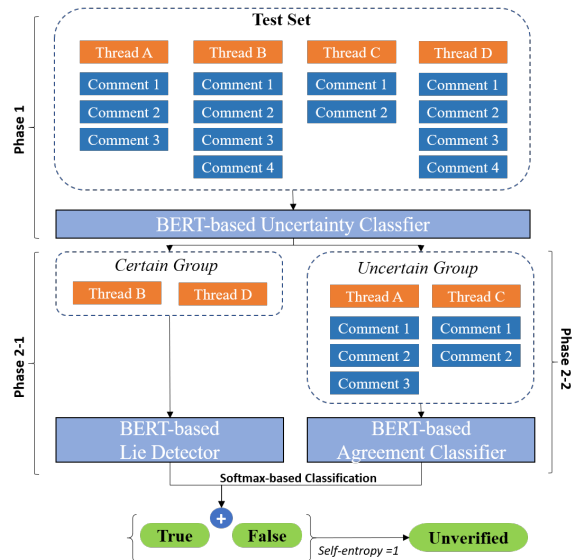 Test Set
Thread A
Thread B
Thread C
Thread D
Comment 1
Comment 1
Comment 1
Comment 1
Comment 2
Comment 2
Comment 2
Comment 2
Comment 3
Comment 3
Comment 3
Comment 4
Comment 4
Phase 1
BERT-based Uncertainty Classfier
Certain Group
Thread B
Thread D
Uncertain Group
Thread A
Thread C
Comment 1
Comment 1
Comment 2
Comment 2
Comment 3
Phase 2-1
Phase 2-2
BERT-based
Lie Detector
BERT-based
Agreement Classifier
Softmax-based Classification
+
True
False
Self-entropy =1
Unverified